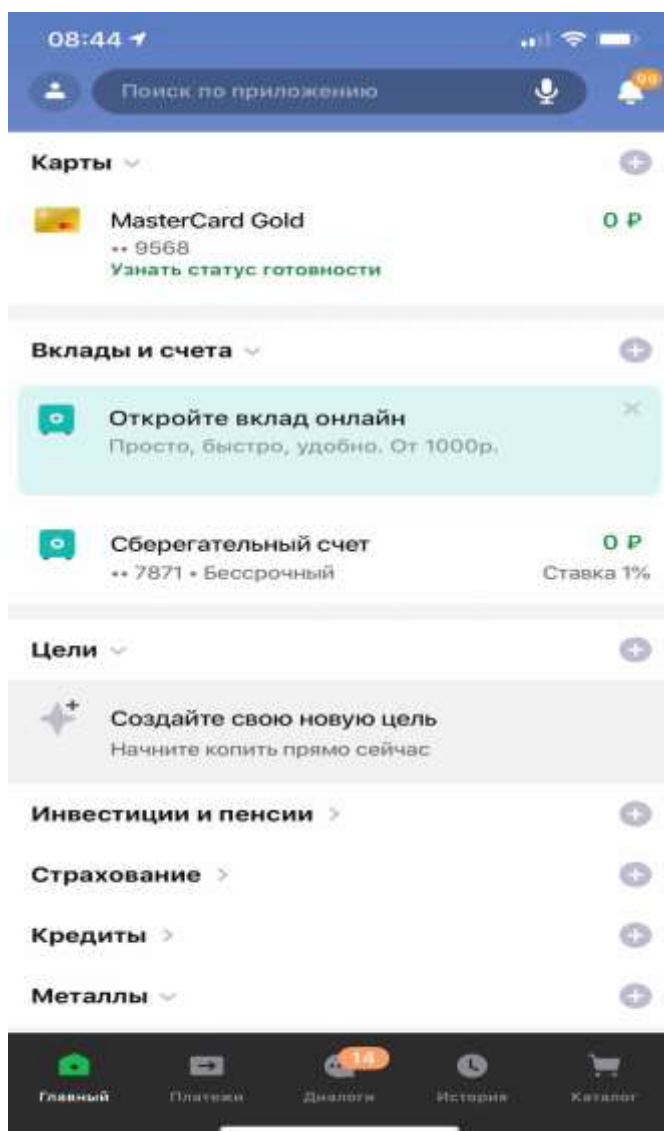 08:44
Поиск по приложению
99
Карты
MasterCard Gold
0 ₽
•• 9568
Узнать статус готовности
Вклады и счета
Откройте вклад онлайн
Просто, быстро, удобно. От 1000р.
Сберегательный счет
0 ₽
•• 7871 • Бессрочный
Ставка 1%
Цели
Создайте свою новую цель
Начните копить прямо сейчас
Инвестиции и пенсии
Страхование
Кредиты
Металлы
14
Главный
Платежи
Диалоги
История
Каталог